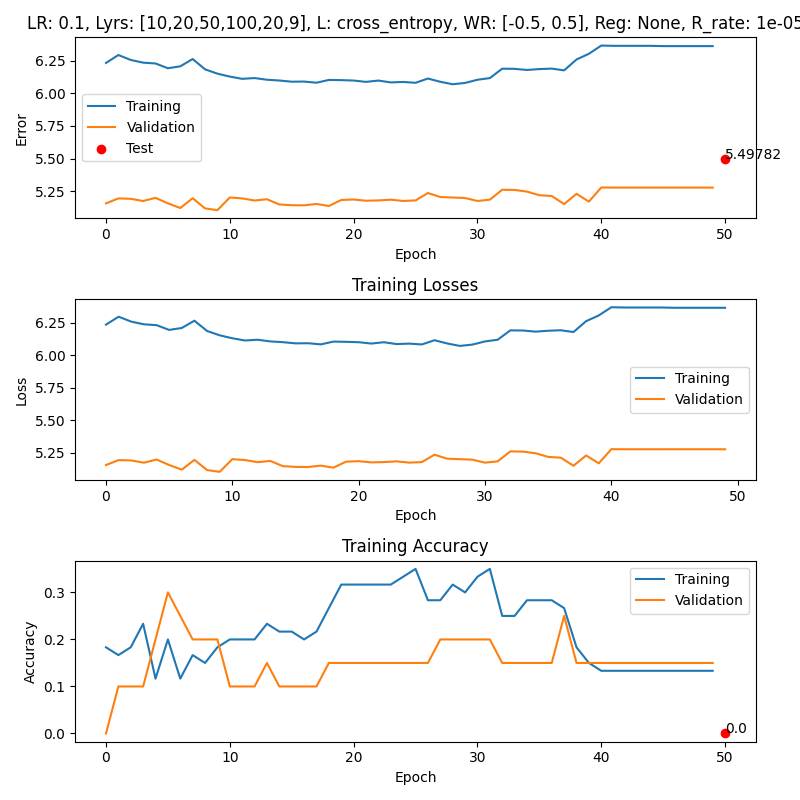 LR: 0.1, Lyrs: [10,20,50,100,20,9], L: cross_entropy, WR: [-0.5, 0.5], Reg: None, R_rate: 1e-05
6.25
6.00
5.75
5.50
5.25
Error
Training
Validation
Test
5.49782
0 10 20 30 40 50
Epoch
Training Losses
6.25
6.00
5.75
5.50
5.25
Loss
Training
Validation
0 10 20 30 40 50
Epoch
Training Accuracy
0.3
0.2
0.1
0.0
Accuracy
Training
Validation
0.0
0 10 20 30 40 50
Epoch